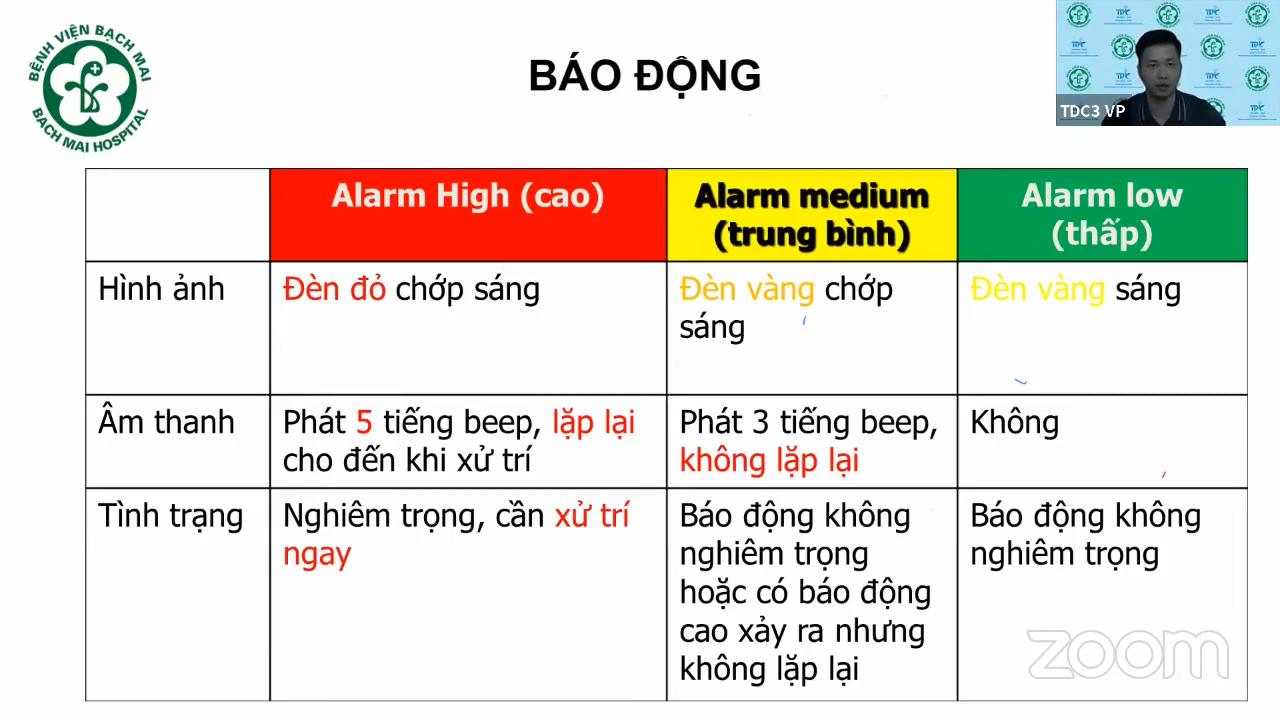 BỆNH VIỆN BẠCH MAI
BACH MAI HOSPITAL
BÁO ĐỘNG
TDC3 VP
Alarm High (cao)
Alarm medium
(trung bình)
Alarm low
(thấp)
Hình ảnh
Đèn đỏ chớp sáng
Đèn vàng chớp
sáng
Đèn vàng sáng
Âm thanh
Phát 5 tiếng beep, lặp lại
cho đến khi xử trí
Phát 3 tiếng beep,
không lặp lại
Không
Tình trạng
Nghiêm trọng, cần xử trí
ngay
Báo động không
nghiêm trọng
hoặc có báo động
cao xảy ra nhưng
không lặp lại
Báo động không
nghiêm trọng
zoom